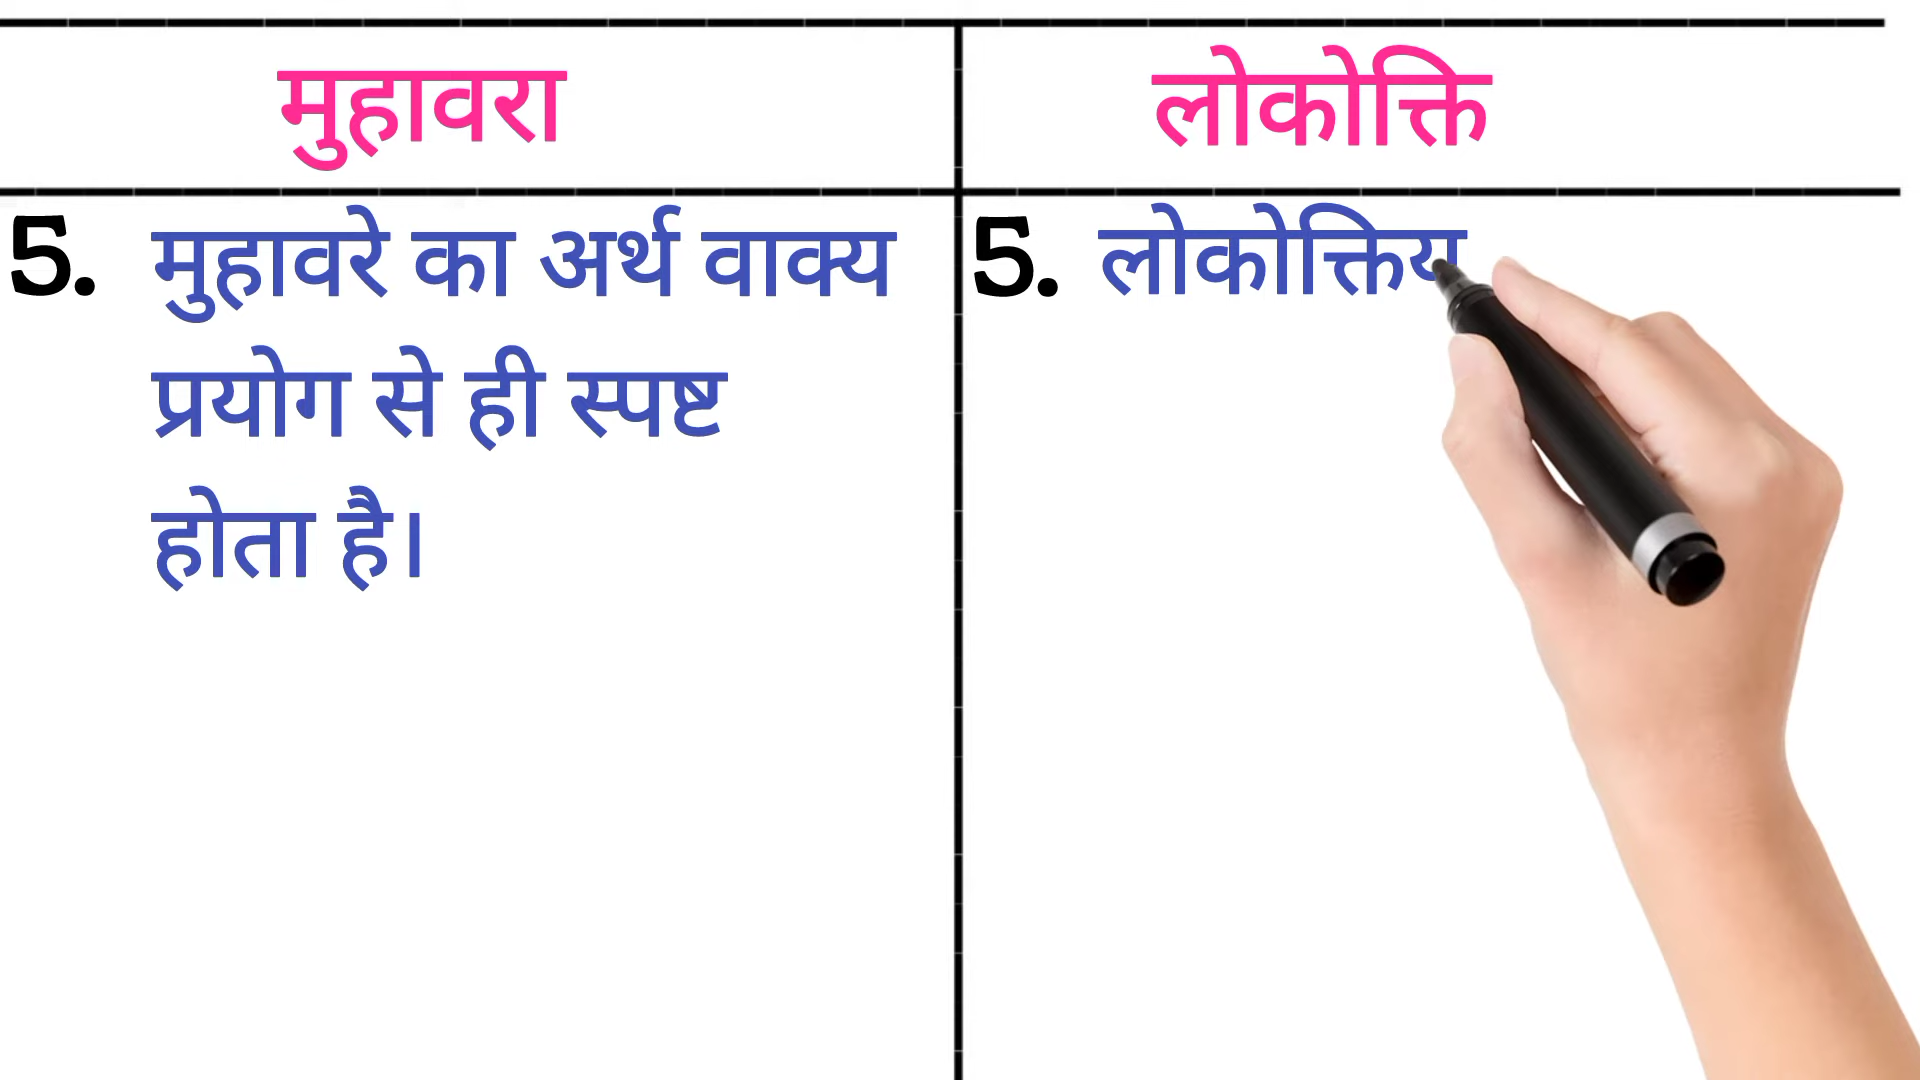 मुहावरा
लोकोक्ति
5. मुहावरे का अर्थ वाक्य
प्रयोग से ही स्पष्ट
होता है।
5. लोकोक्तिय